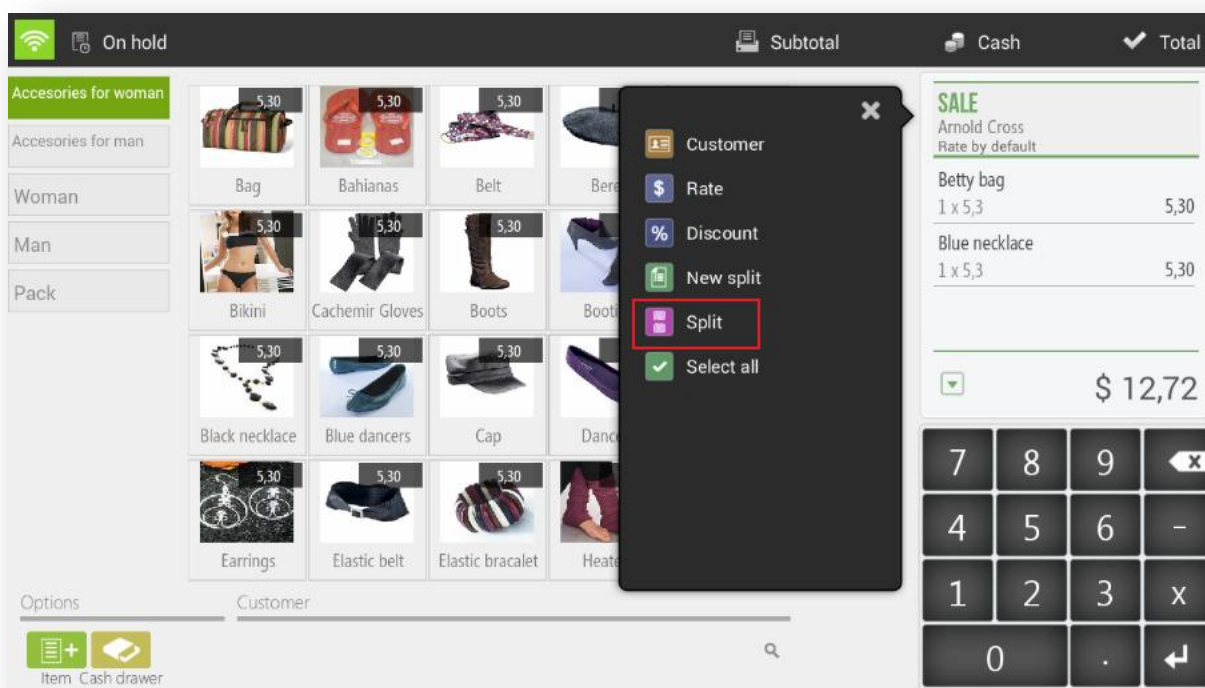 On hold
Subtotal
Cash
Total
Accesories for woman
Accesories for man
Woman
Man
Pack
5,30
5,30
5,30
Bag
Bahianas
Belt
5,30
5,30
5,30
Bikini
Cachemir Gloves
Boots
5,30
5,30
5,30
Black necklace
Blue dancers
Cap
5,30
5,30
5,30
Earrings
Elastic belt
Elastic bracalet
Customer
$ Rate
% Discount
New split
Split
Select all
SALE
Arnold Cross
Rate by default
Betty bag
1 x 5,3 5,30
Blue necklace
1 x 5,3 5,30
$ 12,72
7 8 9 x
4 5 6 -
1 2 3 X
0 .
Options
Customer
Item Cash drawer